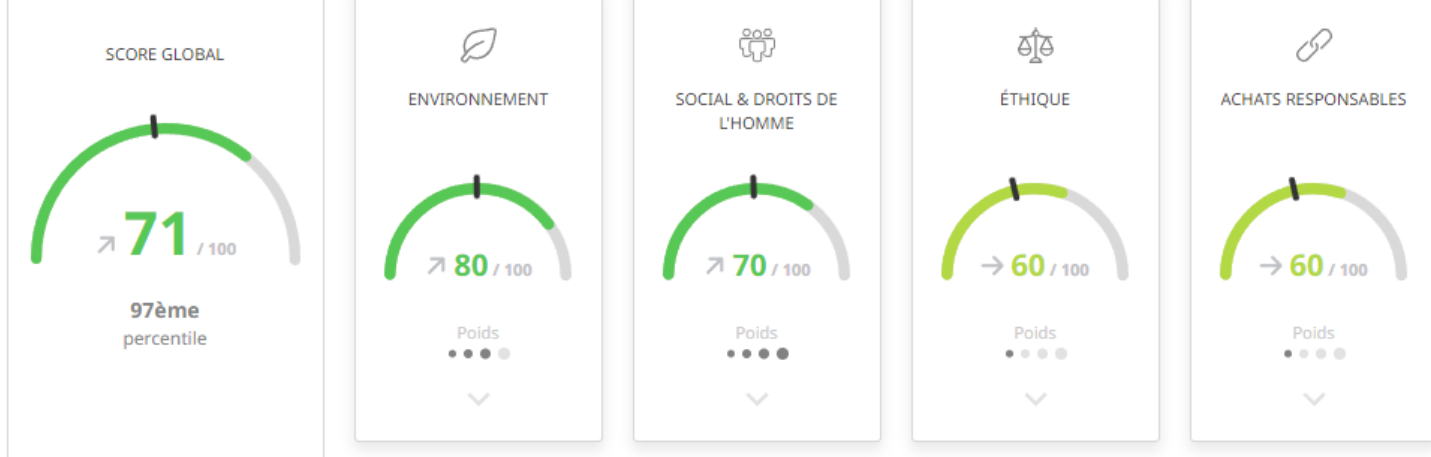 SCORE GLOBAL
71 / 100
97ème
percentile
ENVIRONNEMENT
80 / 100
Poids
SOCIAL & DROITS DE
L'HOMME
70 / 100
Poids
ÉTHIQUE
60 / 100
Poids
ACHATS RESPONSABLES
60 / 100
Poids